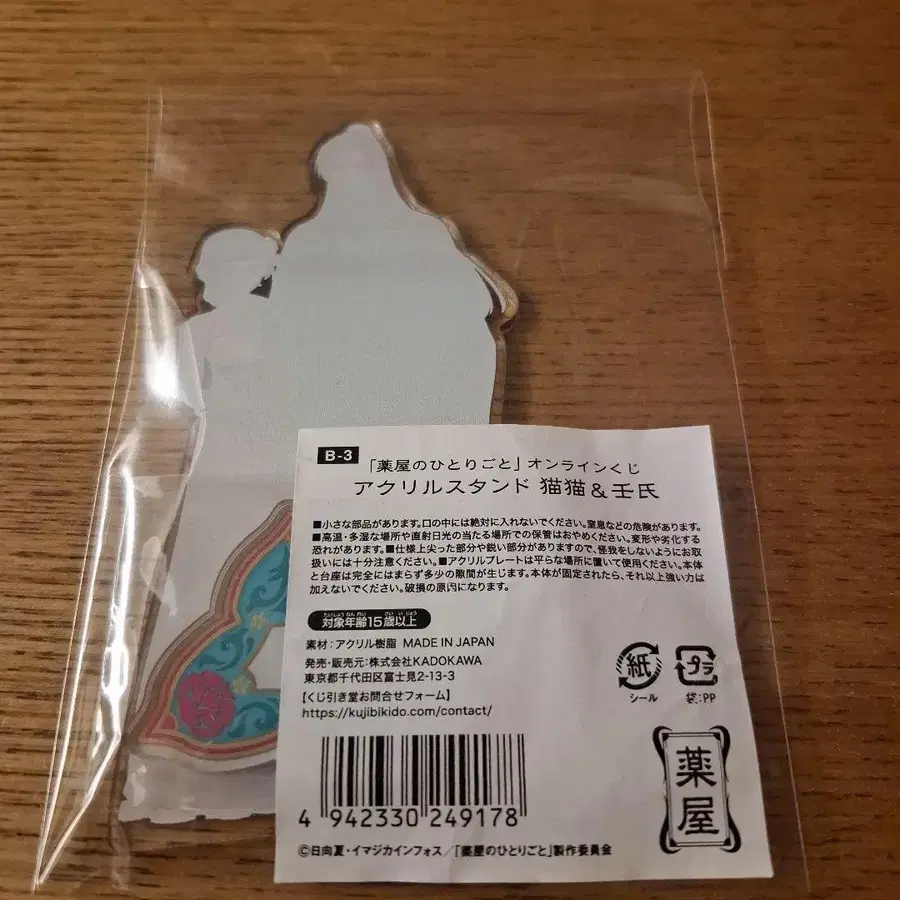 B-3
「薬屋のひとりごと」オンラインくじ
アクリルスタンド 猫猫&壬氏
■小さな部品があります。口の中には絶対に入れないでください。窒息などの危険があります。
■高温・多湿な場所や直射日光の当たる場所での保管はおやめください。変形や劣化する
恐れがあります。■仕様上尖った部分や鋭い部分がありますので、怪我をしないようにお取
扱いには十分注意ください。■アクリルプレートは平らな場所に置いて使用ください。本体
と台座は完全にはまらず多少の隙間が生じます。本体が固定されたら、それ以上強い力は
加えないでください。破損の原因になります。
たいしょうねんれい さい いじょう
対象年齢15歳以上
素材:アクリル樹脂 MADE IN JAPAN
発売・販売元:株式会社KADOKAWA
東京都千代田区富士見2-13-3
【くじ引き堂お問合せフォーム】
https://kujibikido.com/contact/
紙
シール
プラ
袋:PP
4 942330 249178
薬屋
©日向夏・イマジカインフォス/「薬屋のひとりごと」製作委員会